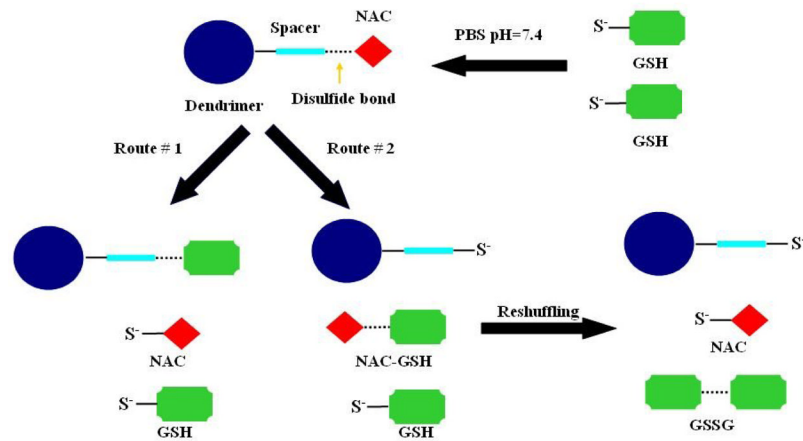 NAC
Spacer
PBS pH=7.4
S-
GSH
Disulfide bond
Dendrimer
S-
GSH
Route # 1
Route # 2
S-
S-
S-
NAC
NAC-GSH
Reshuffling
S-
NAC
S-
GSH
S-
GSH
GSSG